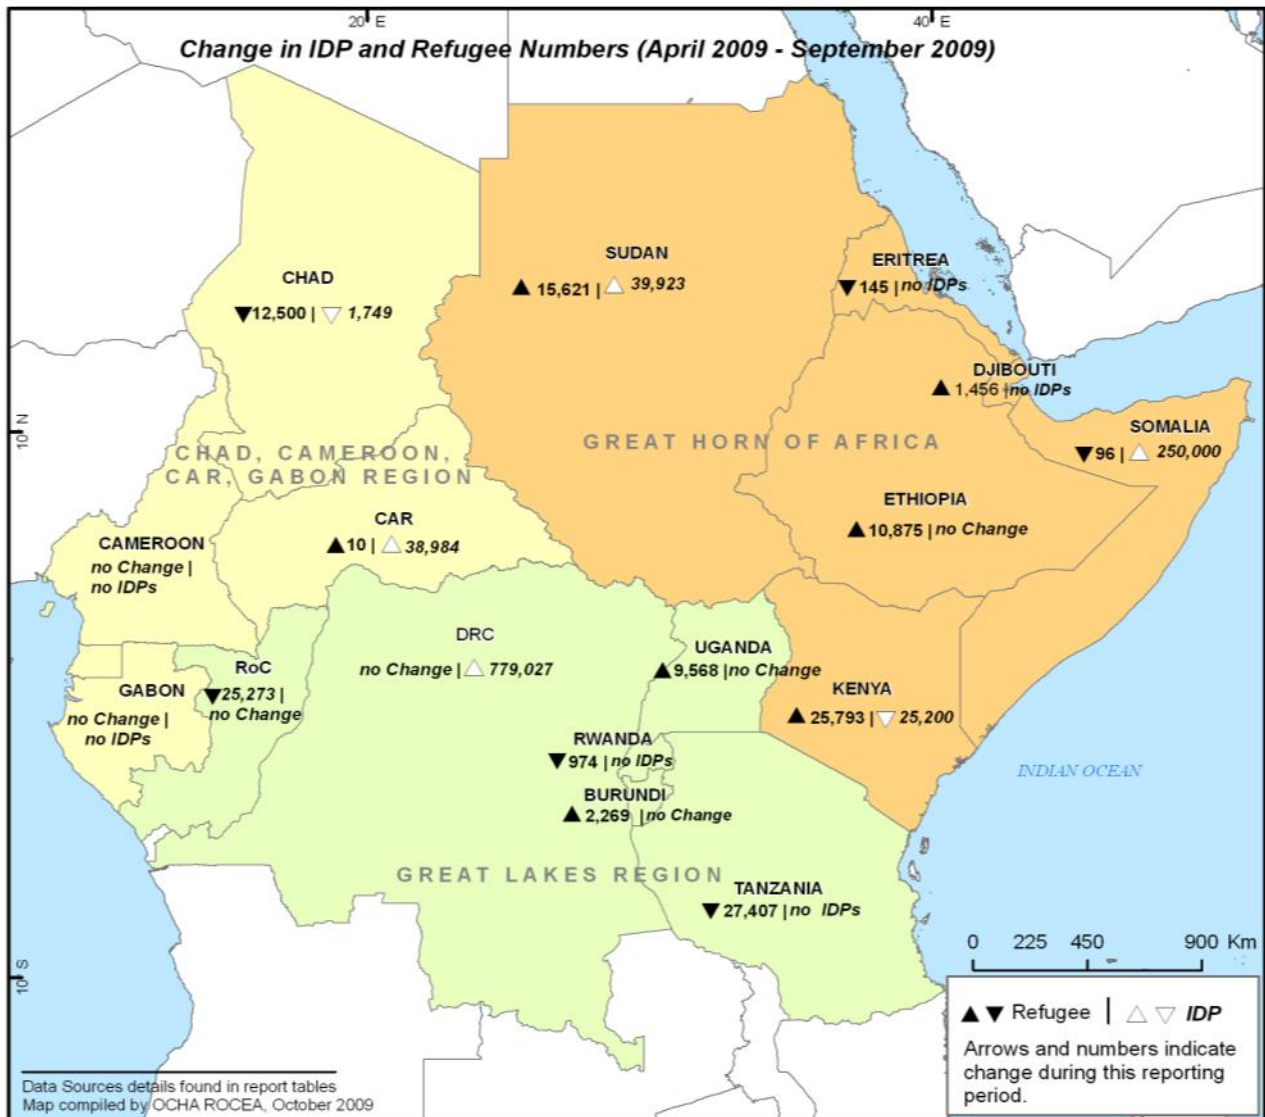 20° E
40° E
Change in IDP and Refugee Numbers (April 2009 - September 2009)
SUDAN
▲ 15,621 | △ 39,923
ERITREA
▼ 145 | no IDPs
CHAD
▼ 12,500 | ▽ 1,749
DJIBOUTI
▲ 1,456 | no IDPs
10° N
SOMALIA
▼ 96 | △ 250,000
GREAT HORN OF AFRICA
CHAD, CAMEROON,
CAR, GABON REGION
ETHIOPIA
▲ 10,875 | no Change
CAR
▲ 10 | △ 38,984
CAMEROON
no Change |
no IDPs
DRC
no Change | △ 779,027
UGANDA
▲ 9,568 | no Change
RoC
▼ 25,273 |
no Change
GABON
no Change |
no IDPs
KENYA
▲ 25,793 | ▽ 25,200
RWANDA
▼ 974 | no IDPs
INDIAN OCEAN
BURUNDI
▲ 2,269 | no Change
GREAT LAKES REGION
TANZANIA
▼ 27,407 | no IDPs
10° S
0 225 450 900 Km
▲ ▼ Refugee | △ ▽ IDP
Arrows and numbers indicate
change during this reporting
period.
Data Sources details found in report tables
Map compiled by OCHA ROCEA, October 2009